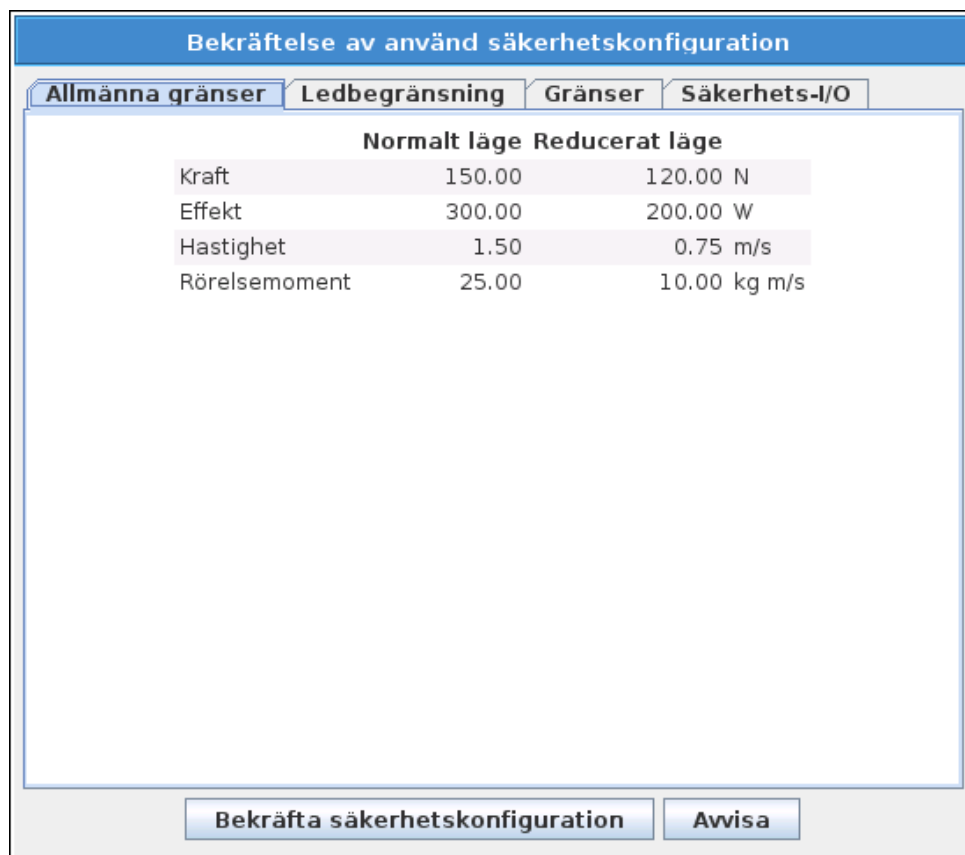 Bekräftelse av använd säkerhetskonfiguration
Allmänna gränser Ledbegränsning Gränser Säkerhets-I/O
Normalt läge Reducerat läge
Kraft 150.00 120.00 N
Effekt 300.00 200.00 W
Hastighet 1.50 0.75 m/s
Rörelsemoment 25.00 10.00 kg m/s
Bekräfta säkerhetskonfiguration Avvisa